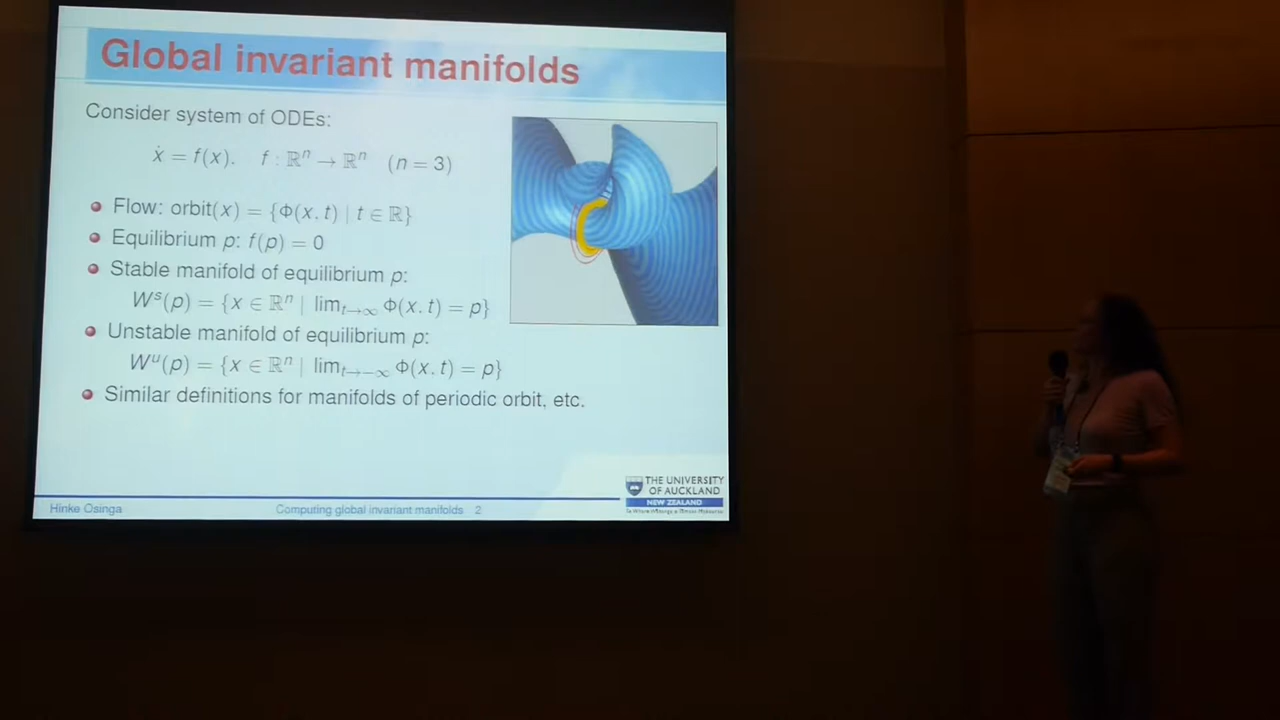 Global invariant manifolds
Consider system of ODEs:
ẋ = f(x). f : ℝⁿ → ℝⁿ (n = 3)
Flow: orbit(x) = {Φ(x. t) | t ∈ ℝ}
Equilibrium p: f(p) = 0
Stable manifold of equilibrium p:
Wˢ(p) = {x ∈ ℝⁿ | lim_{t→∞} Φ(x. t) = p}
Unstable manifold of equilibrium p:
Wᵘ(p) = {x ∈ ℝⁿ | lim_{t→−∞} Φ(x. t) = p}
Similar definitions for manifolds of periodic orbit, etc.
THE UNIVERSITY
OF AUCKLAND
NEW ZEALAND
Hinke Osinga
Computing global invariant manifolds 2